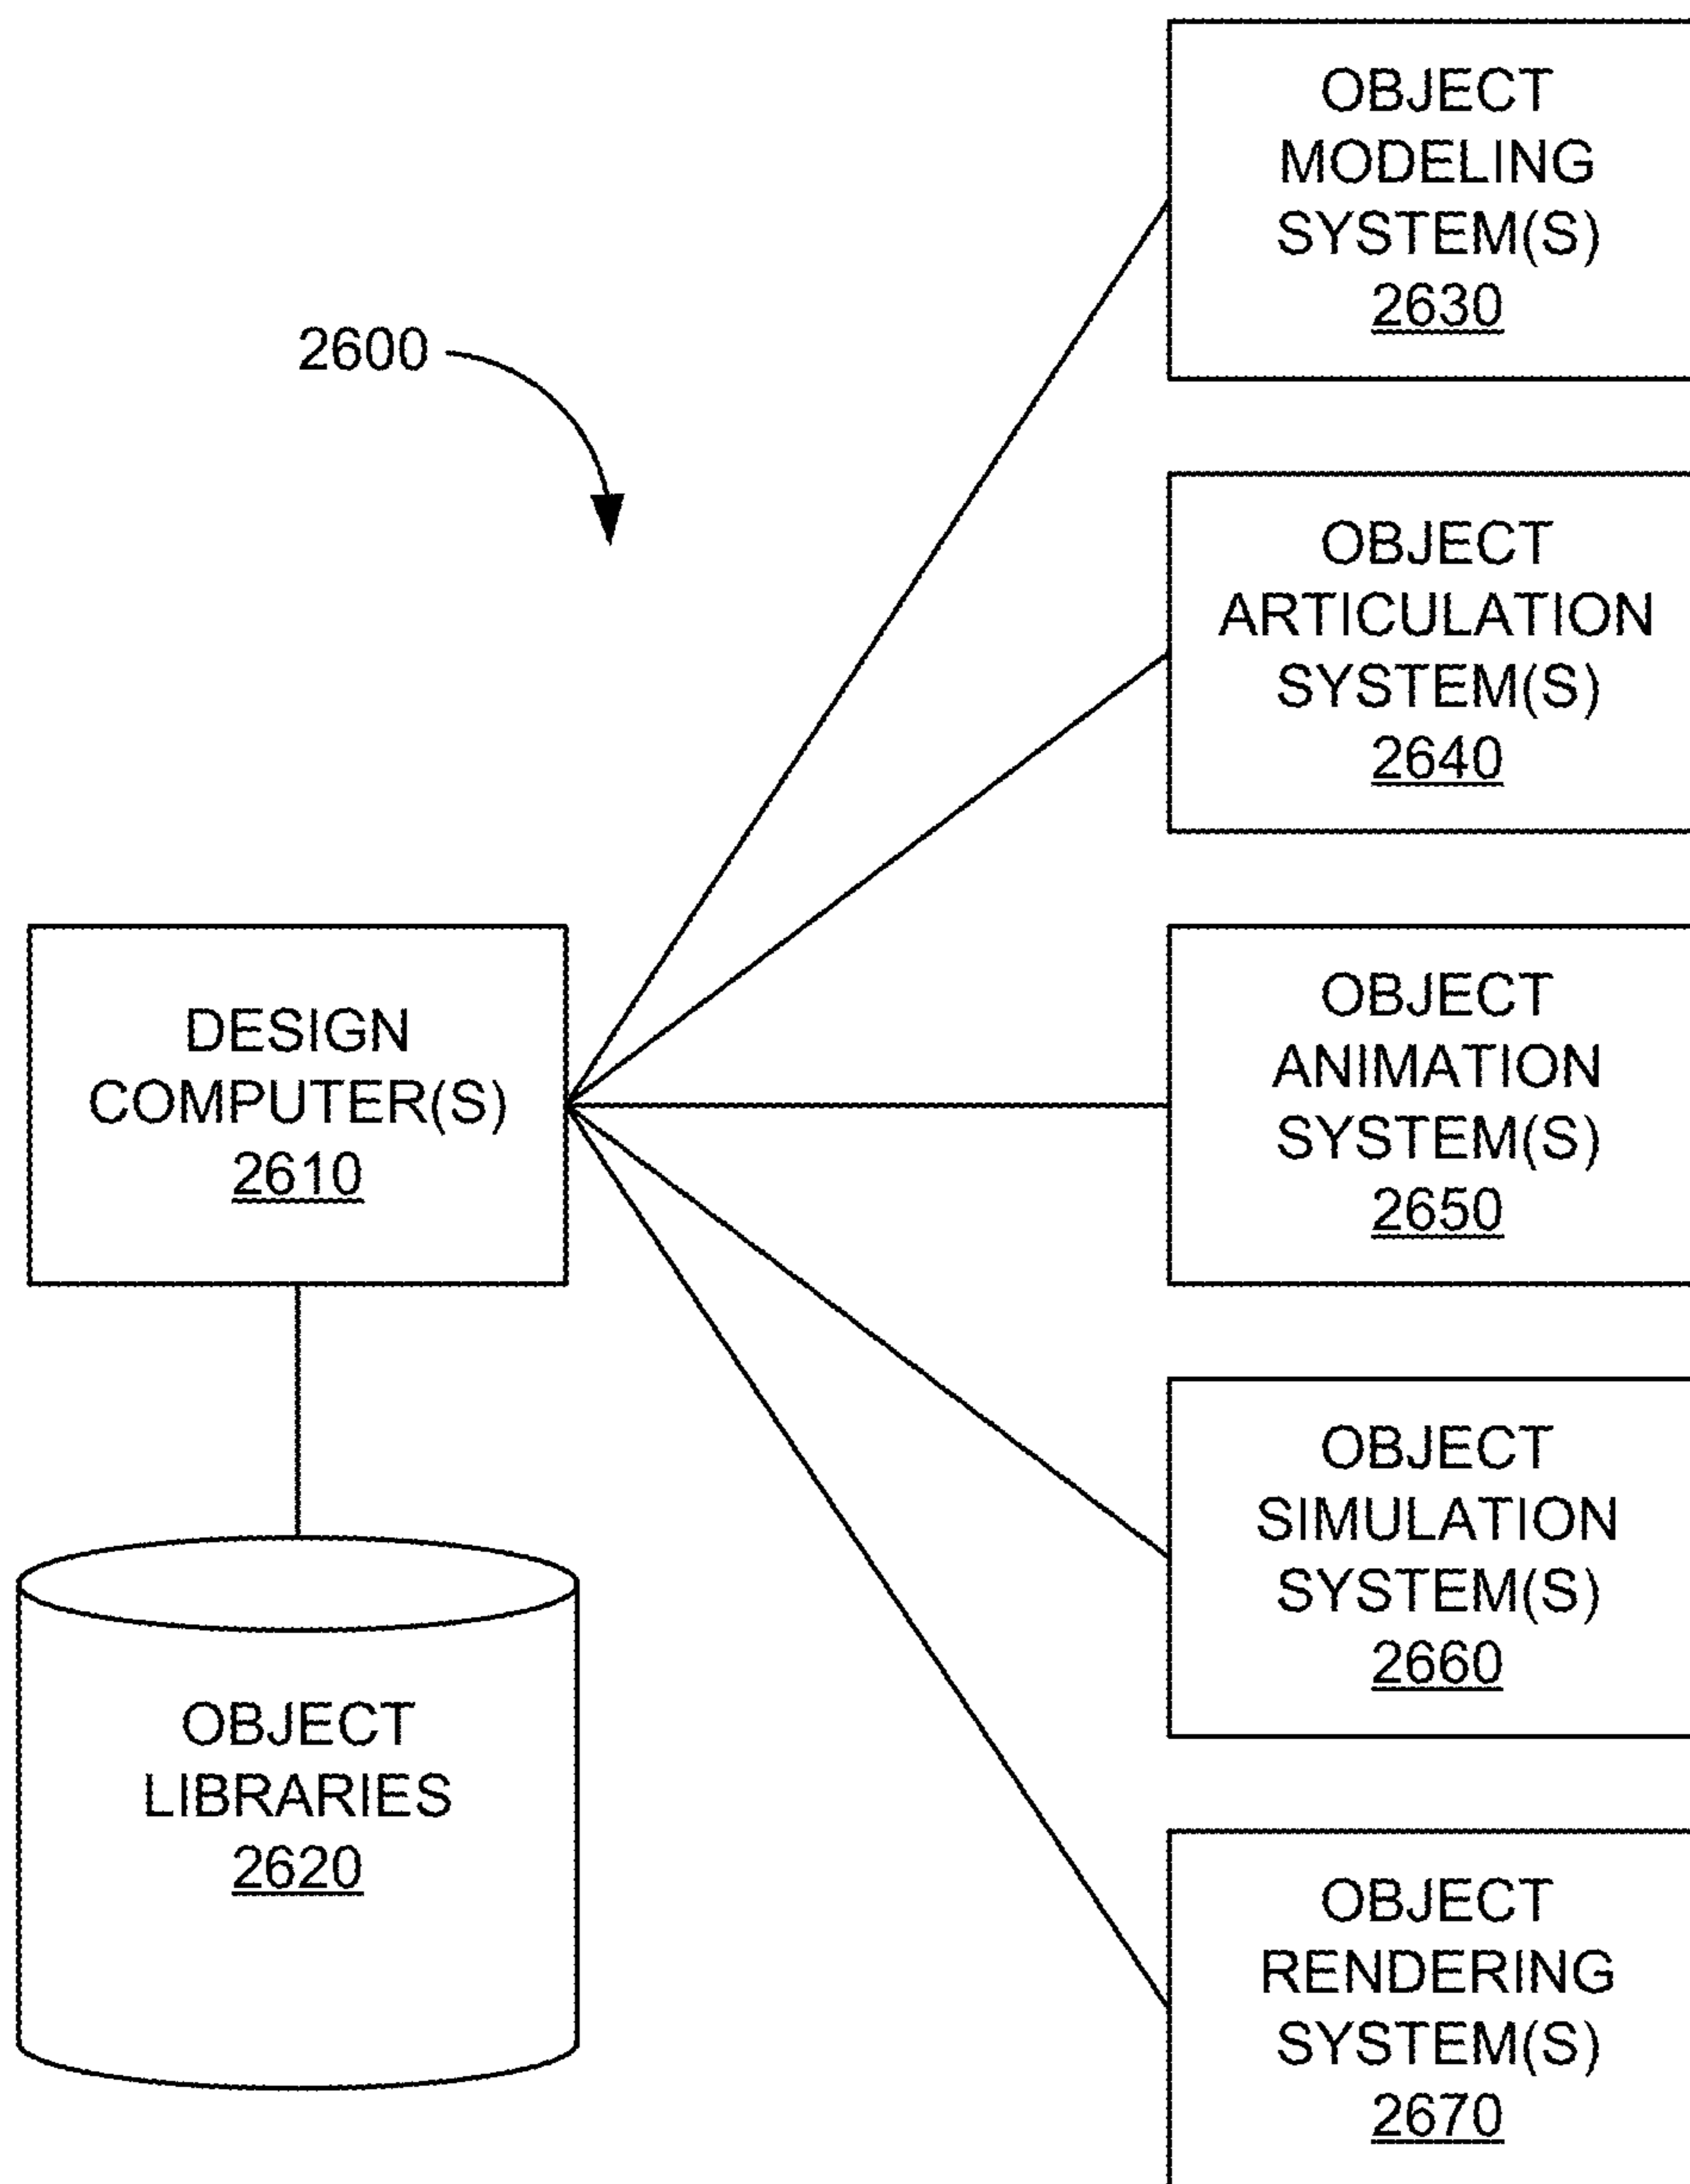 2600
OBJECT
MODELING
SYSTEM(S)
2630
OBJECT
ARTICULATION
SYSTEM(S)
2640
DESIGN
COMPUTER(S)
2610
OBJECT
ANIMATION
SYSTEM(S)
2650
OBJECT
SIMULATION
SYSTEM(S)
2660
OBJECT
LIBRARIES
2620
OBJECT
RENDERING
SYSTEM(S)
2670